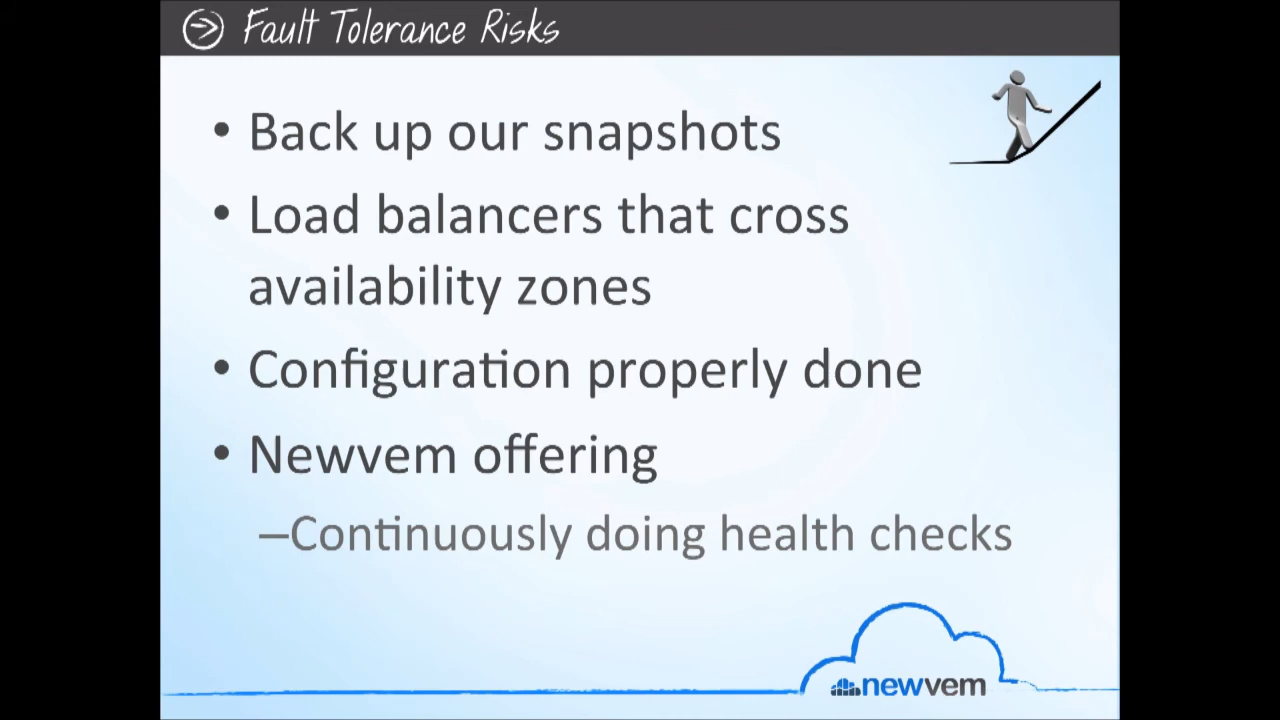 Fault Tolerance Risks
• Back up our snapshots
• Load balancers that cross
availability zones
• Configuration properly done
• Newvem offering
–Continuously doing health checks
newvem